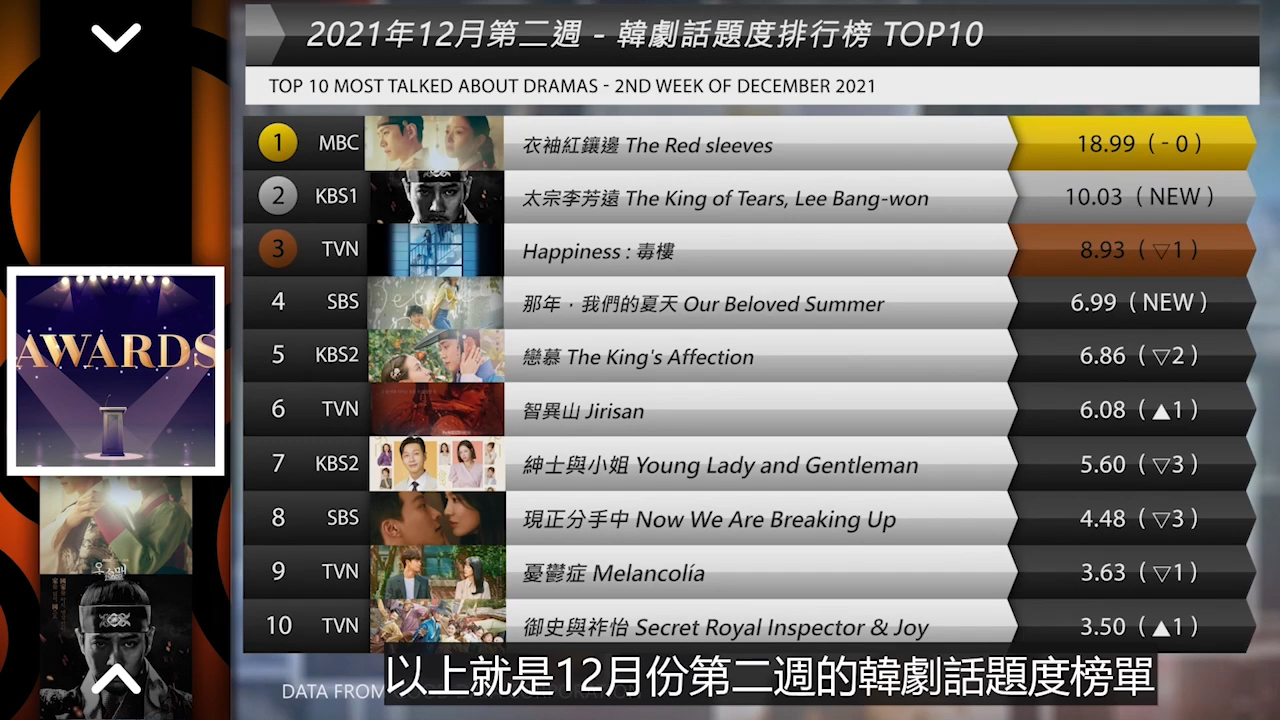 2021年12月第二週 - 韓劇話題度排行榜 TOP10
TOP 10 MOST TALKED ABOUT DRAMAS - 2ND WEEK OF DECEMBER 2021
1 MBC 衣袖紅鑲邊 The Red sleeves 18.99 ( - 0 )
2 KBS1 太宗李芳遠 The King of Tears, Lee Bang-won 10.03 ( NEW )
3 TVN Happiness : 毒樓 8.93 ( ▽1 )
4 SBS 那年，我們的夏天 Our Beloved Summer 6.99 ( NEW )
5 KBS2 戀慕 The King's Affection 6.86 ( ▽2 )
6 TVN 智異山 Jirisan 6.08 ( ▲1 )
7 KBS2 紳士與小姐 Young Lady and Gentleman 5.60 ( ▽3 )
8 SBS 現正分手中 Now We Are Breaking Up 4.48 ( ▽3 )
9 TVN 憂鬱症 Melancolía 3.63 ( ▽1 )
10 TVN 御史與祚怡 Secret Royal Inspector & Joy 3.50 ( ▲1 )
AWARDS
DATA FROM
以上就是12月份第二週的韓劇話題度榜單